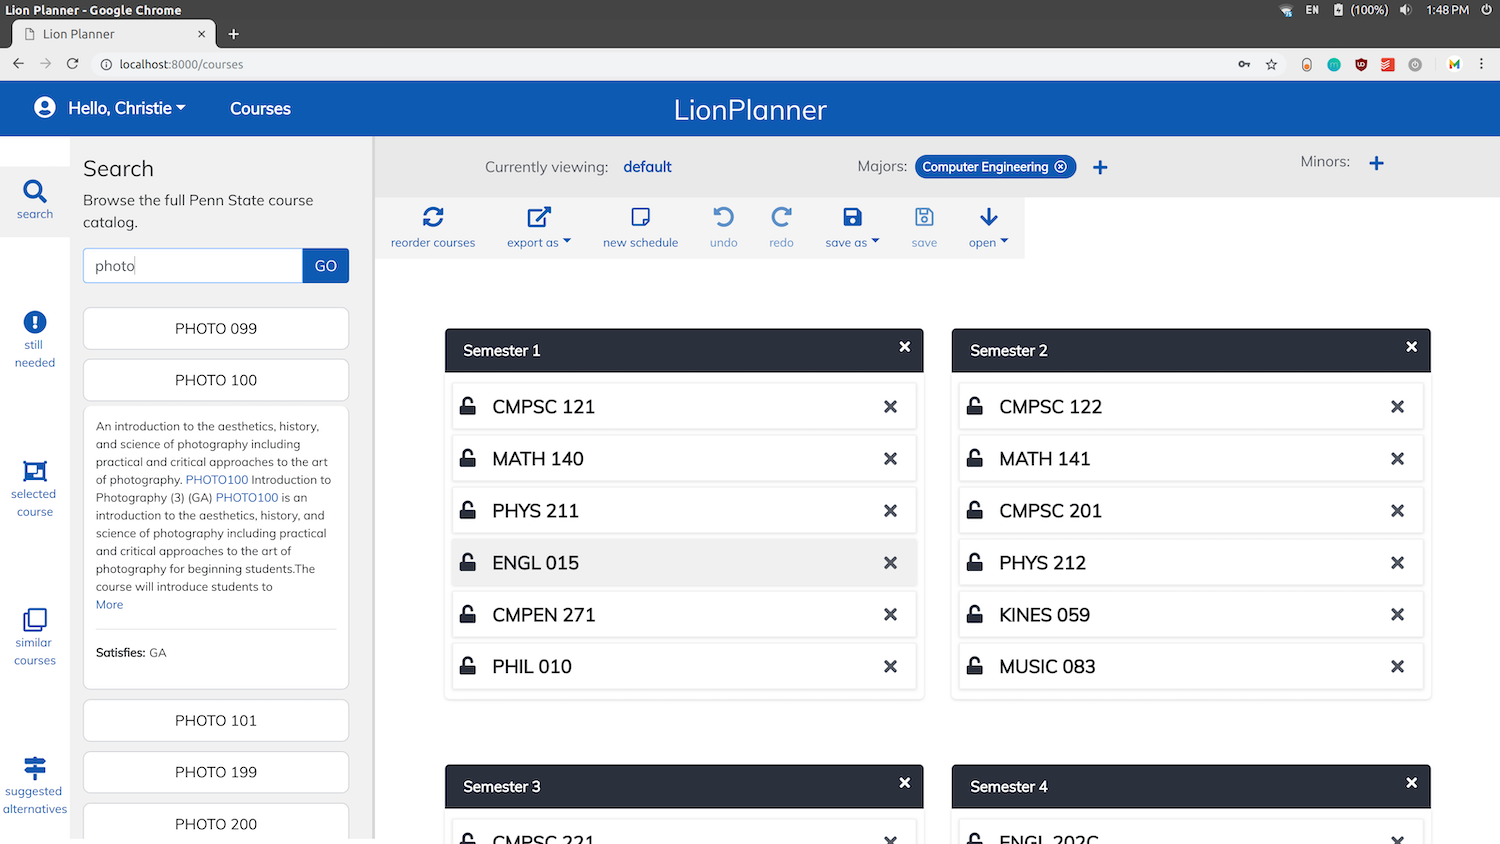 Lion Planner - Google Chrome
EN (100%) 1:48 PM
Lion Planner
localhost:8000/courses
Hello, Christie
Courses
LionPlanner
search
still
needed
selected
course
similar
courses
suggested
alternatives
Search
Browse the full Penn State course
catalog.
photo
GO
PHOTO 099
PHOTO 100
An introduction to the aesthetics, history,
and science of photography including
practical and critical approaches to the art
of photography. PHOTO100 Introduction to
Photography (3) (GA) PHOTO100 is an
introduction to the aesthetics, history, and
science of photography including practical
and critical approaches to the art of
photography for beginning students.The
course will introduce students to
More
Satisfies: GA
PHOTO 101
PHOTO 199
PHOTO 200
Currently viewing: default
Majors: Computer Engineering
Minors:
reorder courses
export as
new schedule
undo
redo
save as
save
open
Semester 1
CMPSC 121
MATH 140
PHYS 211
ENGL 015
CMPEN 271
PHIL 010
Semester 2
CMPSC 122
MATH 141
CMPSC 201
PHYS 212
KINES 059
MUSIC 083
Semester 3
CMPSC 221
Semester 4
ENGL 202C